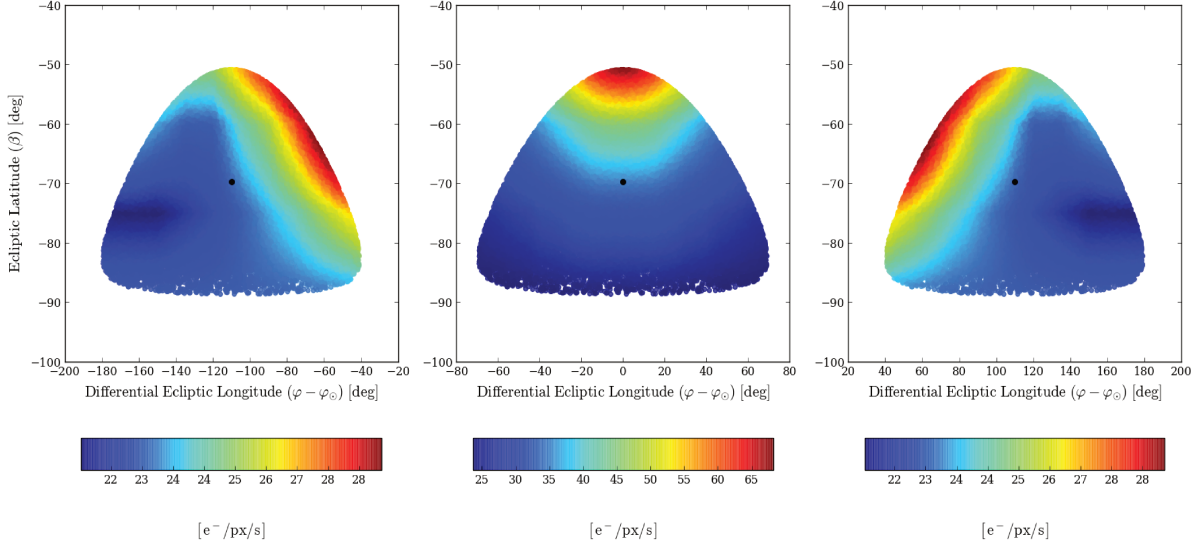 −40 −40 −40
−50 −50 −50
−60 −60 −60
Ecliptic Latitude (β) [deg]
−70 −70 −70
−80 −80 −80
−90 −90 −90
−100 −100 −100
−200 −180 −160 −140 −120 −100 −80 −60 −40 −20
−80 −60 −40 −20 0 20 40 60 80
20 40 60 80 100 120 140 160 180 200
Differential Ecliptic Longitude (φ − φ⊙) [deg]
Differential Ecliptic Longitude (φ − φ⊙) [deg]
Differential Ecliptic Longitude (φ − φ⊙) [deg]
22 23 23 24 24 25 26 27 28 28
25 30 35 40 45 50 55 60 65
22 23 23 24 24 25 26 27 28 28
[e⁻/px/s]
[e⁻/px/s]
[e⁻/px/s]